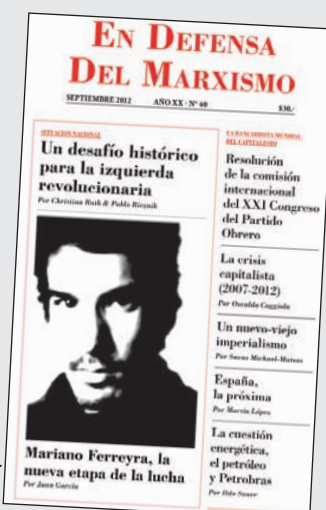 EN DEFENSA
DEL MARXISMO
SEPTIEMBRE 2012 AÑO XX - Nº 40 $30.-
SITUACION NACIONAL
Un desafío histórico
para la izquierda
revolucionaria
Por Christian Rath & Pablo Rieznik
Mariano Ferreyra, la
nueva etapa de la lucha
Por Juan García
LA BANCARROTA MUNDIAL
DEL CAPITALISMO
Resolución
de la comisión
internacional
del XXI Congreso
del Partido
Obrero
La crisis
capitalista
(2007-2012)
Por Osvaldo Coggiola
Un nuevo-viejo
imperialismo
Por Savas Michael-Matsas
España,
la próxima
Por Marcia López
La cuestión
energética,
el petróleo
y Petrobras
Por Ildo Sauer